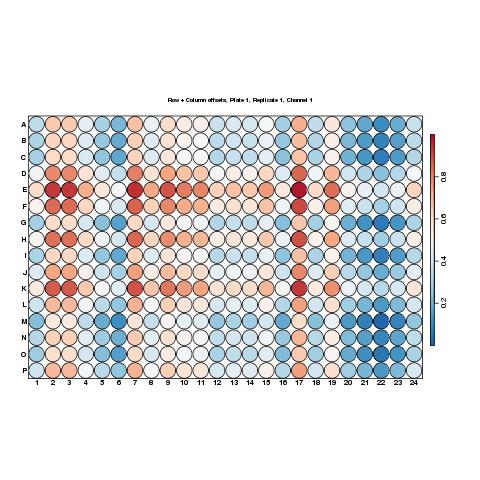 Row + Column offsets, Plate 1, Replicate 1, Channel 1
A
B
C
D
E
F
G
H
I
J
K
L
M
N
O
P
1 2 3 4 5 6 7 8 9 10 11 12 13 14 15 16 17 18 19 20 21 22 23 24
0.8
0.6
0.4
0.2